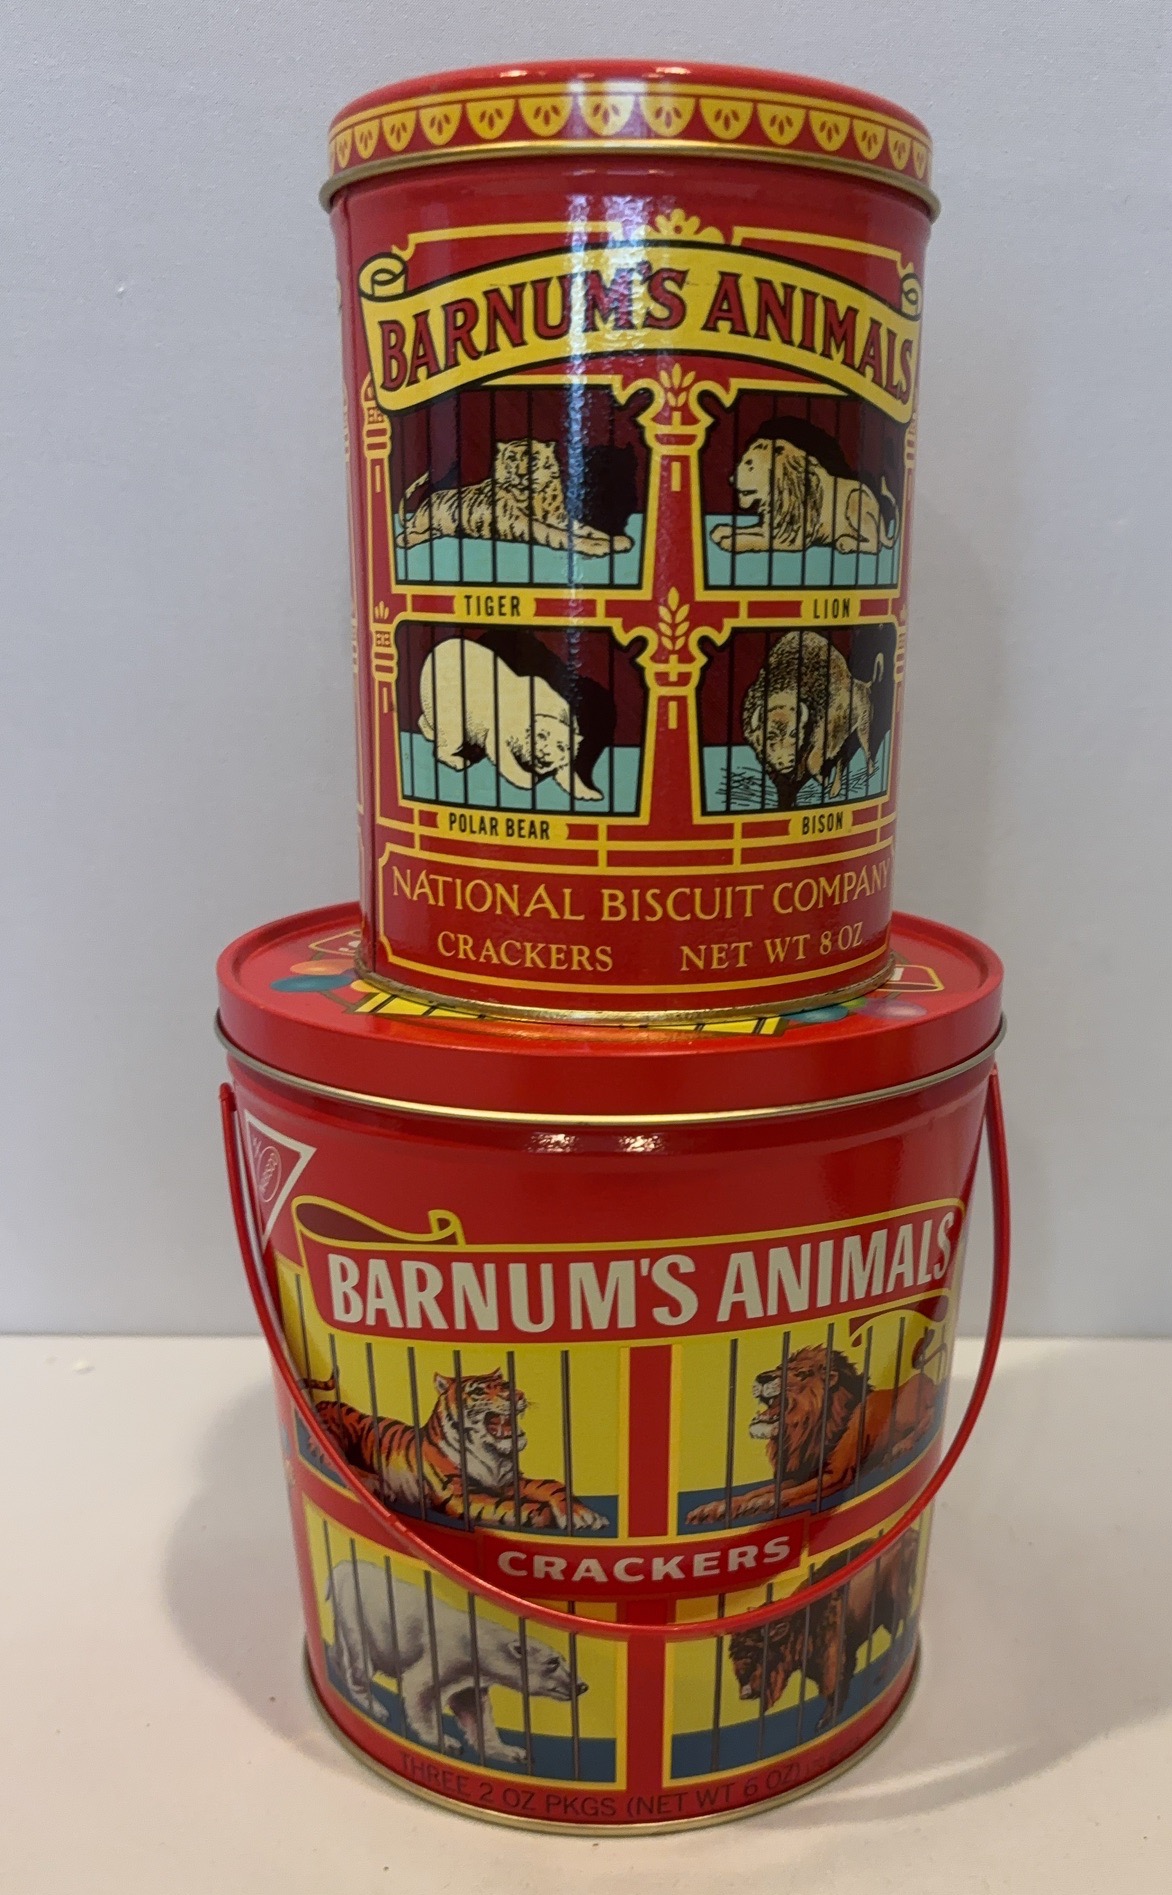 BARNUM'S ANIMALS
TIGER
LION
POLAR BEAR
BISON
NATIONAL BISCUIT COMPANY
CRACKERS NET WT 8 OZ
BARNUM'S ANIMALS
CRACKERS
THREE 2 OZ PKGS (NET WT 6 OZ)